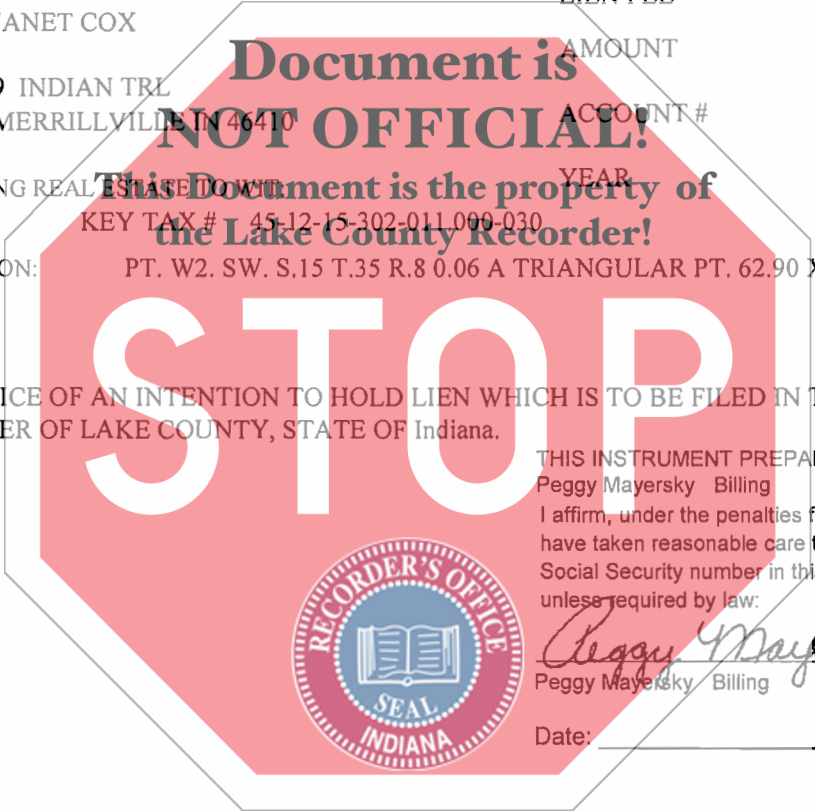 LIEN FEE
ANET COX
Document is
AMOUNT
9 INDIAN TRL
NOT OFFICIAL!
ACCOUNT #
MERRILLVILLE IN 46410
YEAR
NG REAL ESTATE TO WIT:
This Document is the property of
KEY TAX # 45-12-15-302-011.000-030
the Lake County Recorder!
ON: PT. W2. SW. S.15 T.35 R.8 0.06 A TRIANGULAR PT. 62.90 X
STOP
ICE OF AN INTENTION TO HOLD LIEN WHICH IS TO BE FILED IN T
ER OF LAKE COUNTY, STATE OF Indiana.
THIS INSTRUMENT PREPA
Peggy Mayersky Billing
I affirm, under the penalties f
have taken reasonable care t
Social Security number in thi
unless required by law:
Peggy May
Peggy Mayersky Billing
Date:
RECORDER'S OFFICE
SEAL
INDIANA